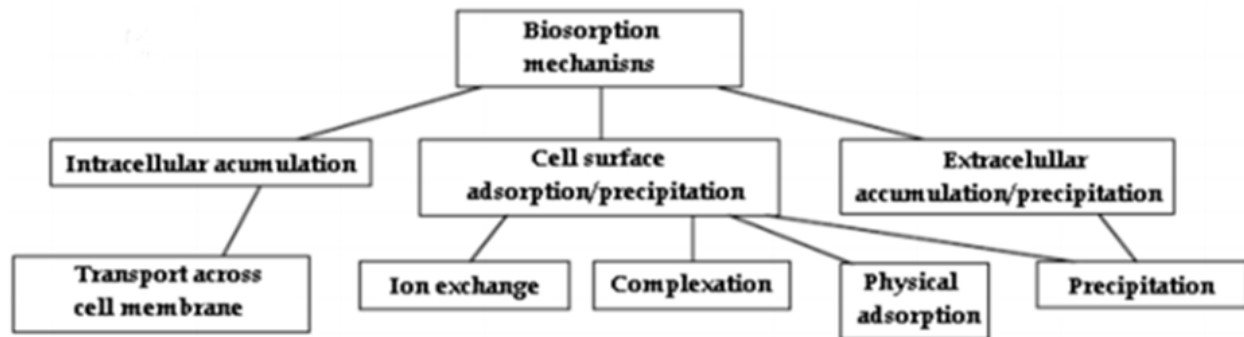 Biosorption
mechanisns
Intracellular acumulation
Cell surface
adsorption/precipitation
Extracelullar
accumulation/precipitation
Transport across
cell membrane
Ion exchange
Complexation
Physical
adsorption
Precipitation